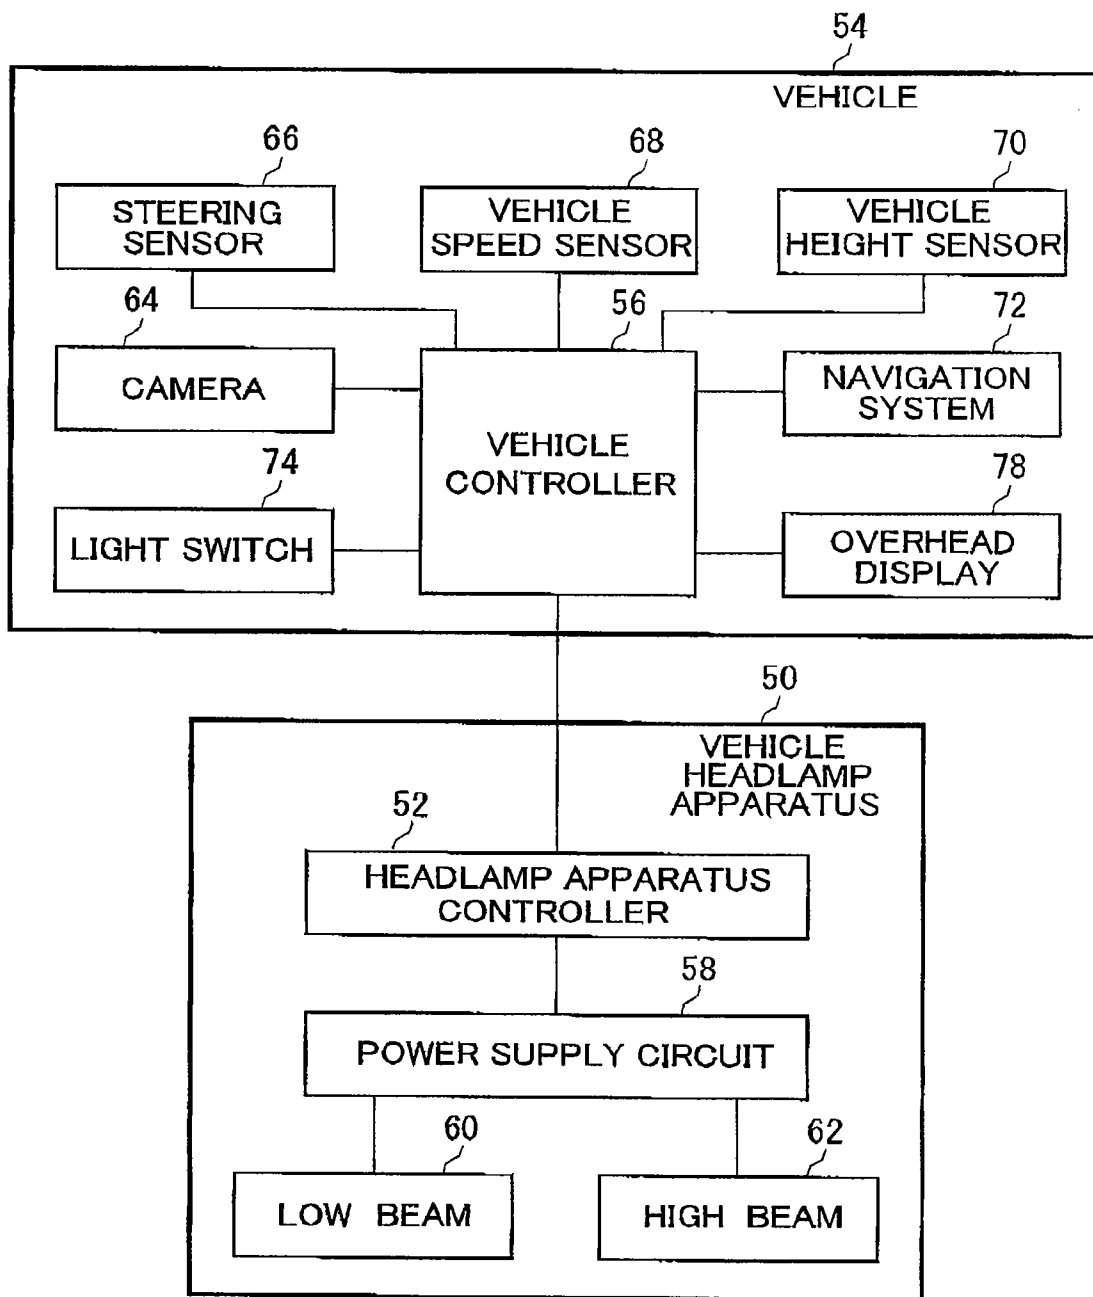 54
VEHICLE
66
68
70
STEERING
SENSOR
VEHICLE
SPEED SENSOR
VEHICLE
HEIGHT SENSOR
64
56
72
CAMERA
NAVIGATION
SYSTEM
VEHICLE
CONTROLLER
74
78
LIGHT SWITCH
OVERHEAD
DISPLAY
50
VEHICLE
HEADLAMP
APPARATUS
52
HEADLAMP APPARATUS
CONTROLLER
58
POWER SUPPLY CIRCUIT
60
62
LOW BEAM
HIGH BEAM